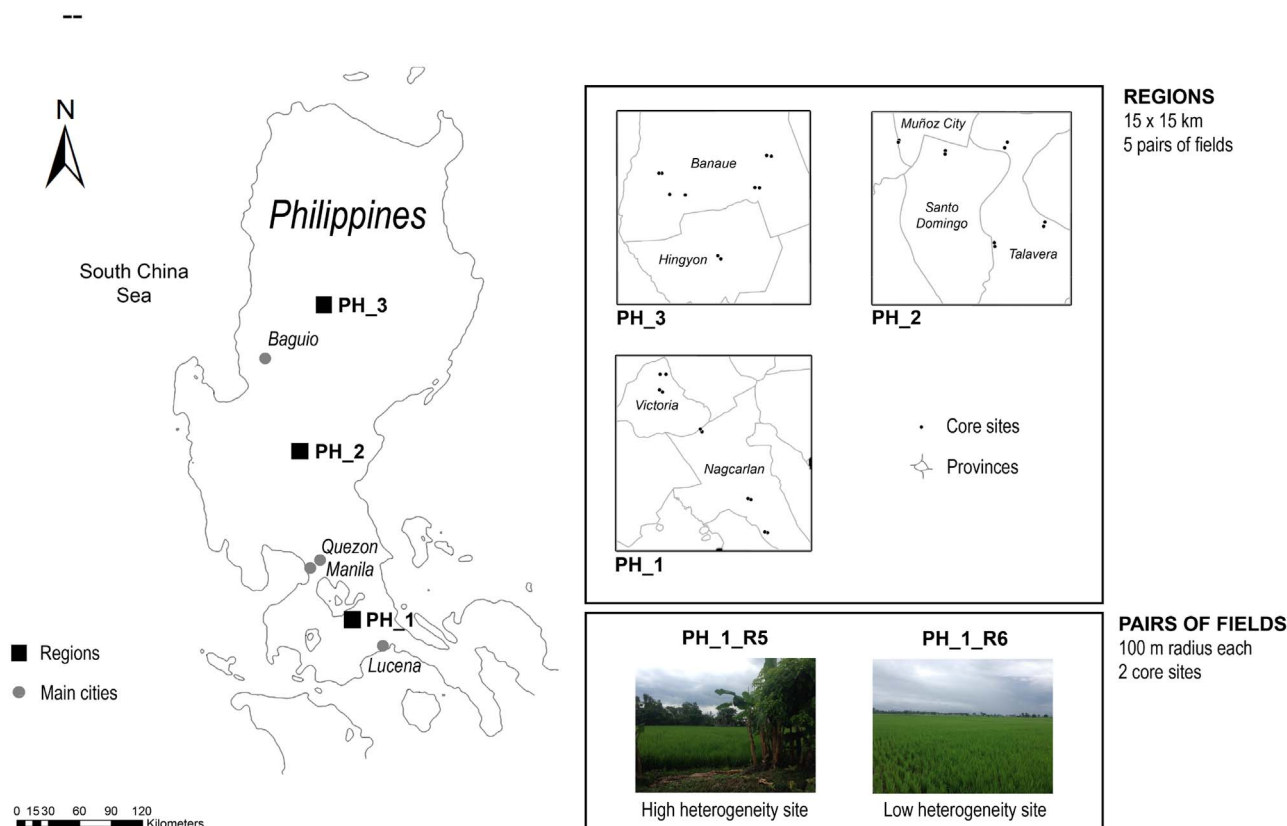 --
N
Philippines
South China
Sea
PH_3
Baguio
PH_2
Quezon
Manila
PH_1
Lucena
Regions
Main cities
0 15 30 60 90 120
Kilometers
REGIONS
15 x 15 km
5 pairs of fields
Banaue
Hingyon
PH_3
Muñoz City
Santo
Domingo
Talavera
PH_2
Victoria
Nagcarlan
PH_1
Core sites
Provinces
PAIRS OF FIELDS
100 m radius each
2 core sites
PH_1_R5
High heterogeneity site
PH_1_R6
Low heterogeneity site